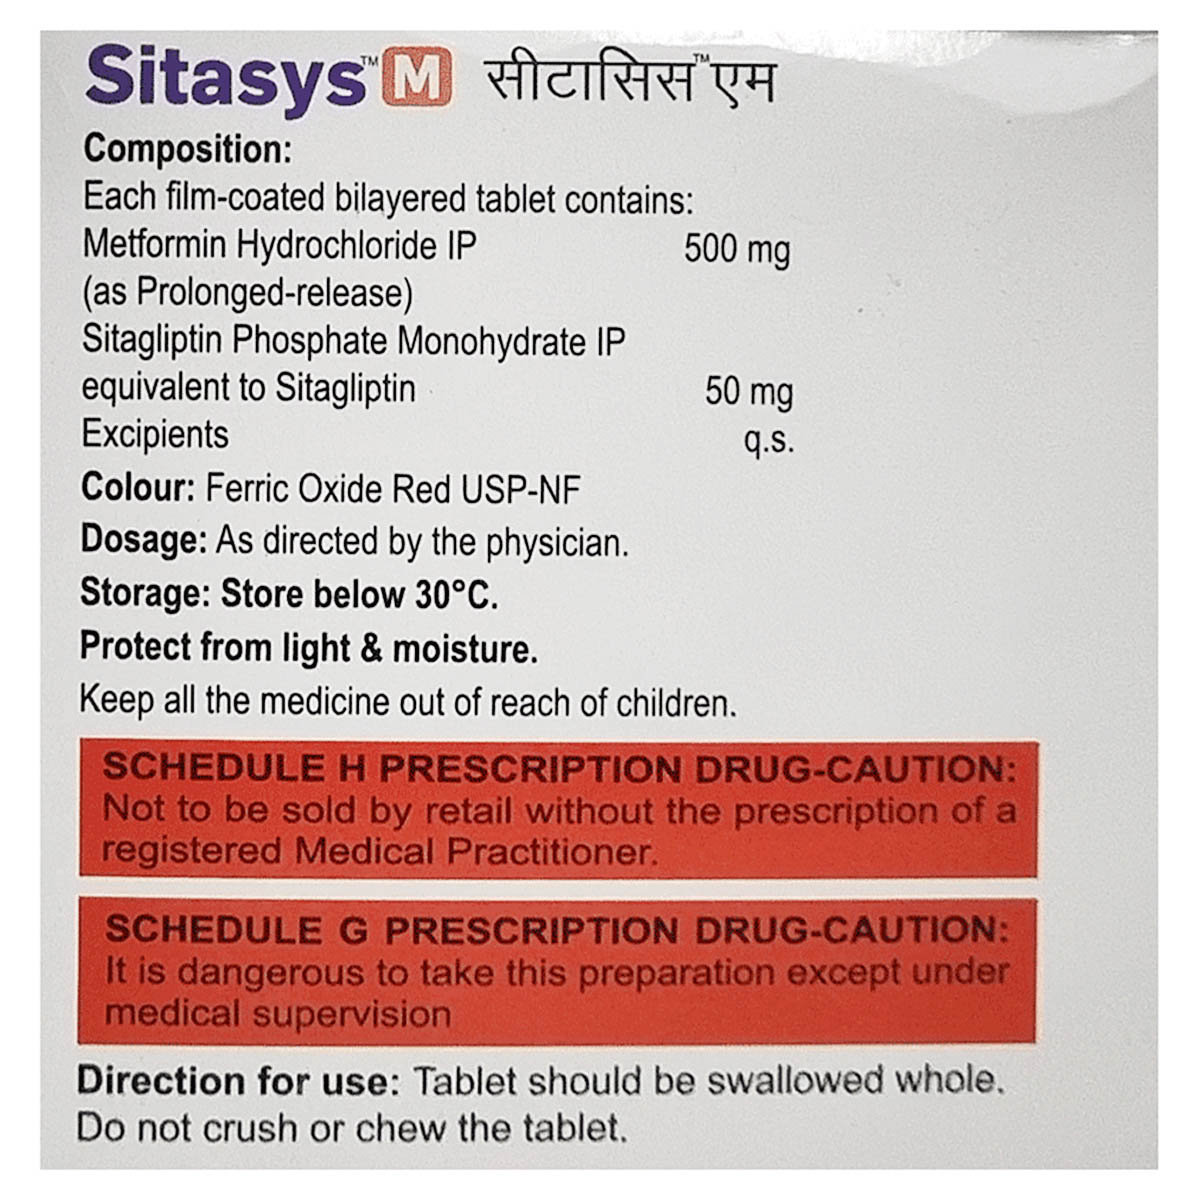 Sitasys™ M सीटासिस™ एम
Composition:
Each film-coated bilayered tablet contains:
Metformin Hydrochloride IP 500 mg
(as Prolonged-release)
Sitagliptin Phosphate Monohydrate IP
equivalent to Sitagliptin 50 mg
Excipients q.s.
Colour: Ferric Oxide Red USP-NF
Dosage: As directed by the physician.
Storage: Store below 30°C.
Protect from light & moisture.
Keep all the medicine out of reach of children.
SCHEDULE H PRESCRIPTION DRUG-CAUTION:
Not to be sold by retail without the prescription of a
registered Medical Practitioner.
SCHEDULE G PRESCRIPTION DRUG-CAUTION:
It is dangerous to take this preparation except under
medical supervision
Direction for use: Tablet should be swallowed whole.
Do not crush or chew the tablet.